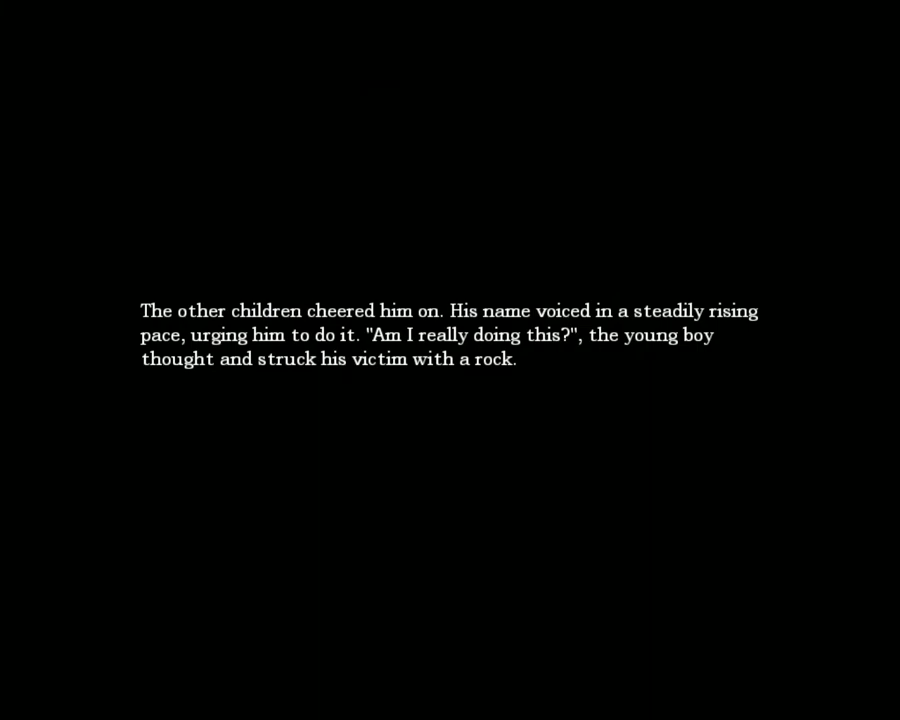 The other children cheered him on. His name voiced in a steadily rising
pace, urging him to do it. "Am I really doing this?", the young boy
thought and struck his victim with a rock.